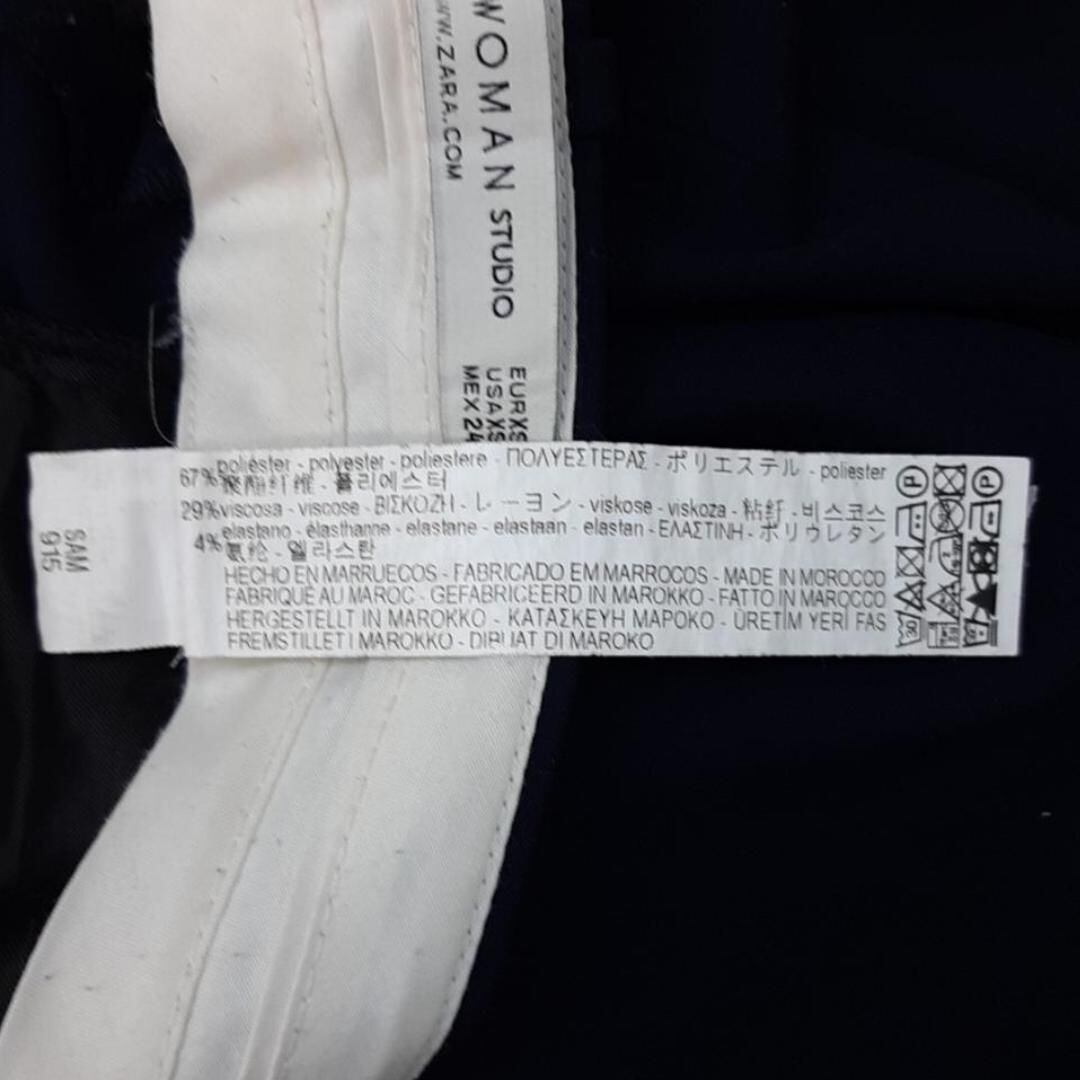 WOMAN STUDIO
WW.ZARA.COM
EUR XS
USA XS
MEX 24
67% poliéster - polyester - poliestere - ΠΟΛΥΕΣΤΕΡΑΣ - ポリエステル - poliester
聚酯纤维 - 폴리에스터
29% viscosa - viscose - ΒΙΣΚΟΖΗ - レーヨン - viskose - viskoza - 粘纤 - 비스코스
elastano - élasthanne - elastane - elastaan - elastan - ΕΛΑΣΤΙΝΗ - ポリウレタン
4% 氨纶 - 엘라스탄
HECHO EN MARRUECOS - FABRICADO EM MARROCOS - MADE IN MOROCCO
FABRIQUÉ AU MAROC - GEFABRICEERD IN MAROKKO - FATTO IN MAROCCO
HERGESTELLT IN MAROKKO - ΚΑΤΑΣΚΕΥΗ ΜΑΡΟΚΟ - ÜRETİM YERİ FAS
FREMSTILLET I MAROKKO - DIBUAT DI MAROKO
SAM
915